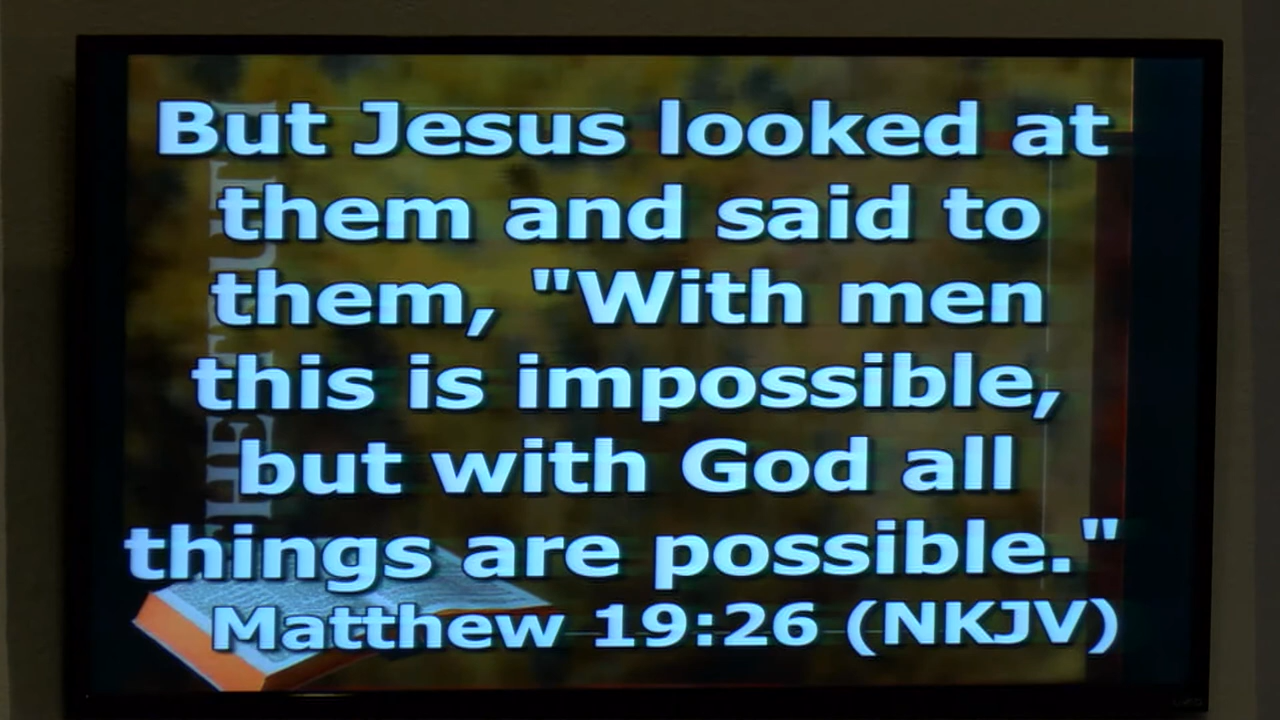 But Jesus looked at
them and said to
them, "With men
this is impossible,
but with God all
things are possible."
Matthew 19:26 (NKJV)